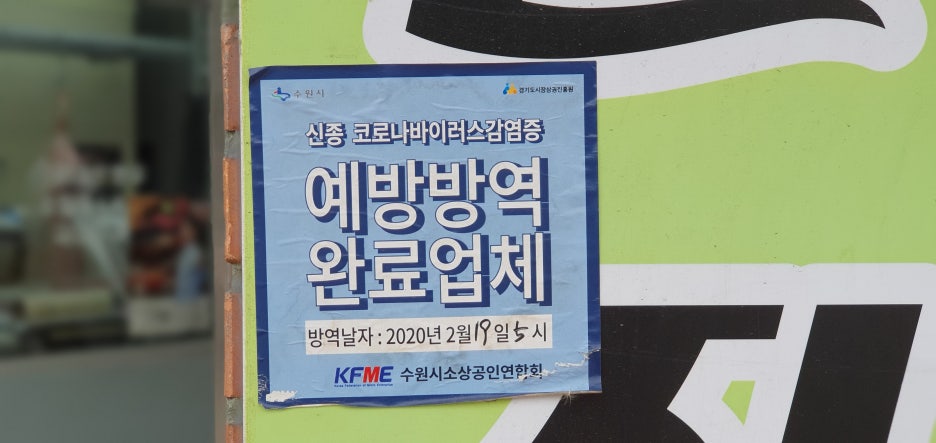 수원시
경기도시장상권진흥원
신종 코로나바이러스감염증
예방방역
완료업체
방역날자 : 2020년 2월 19일 5시
KFME 수원시소상공인연합회